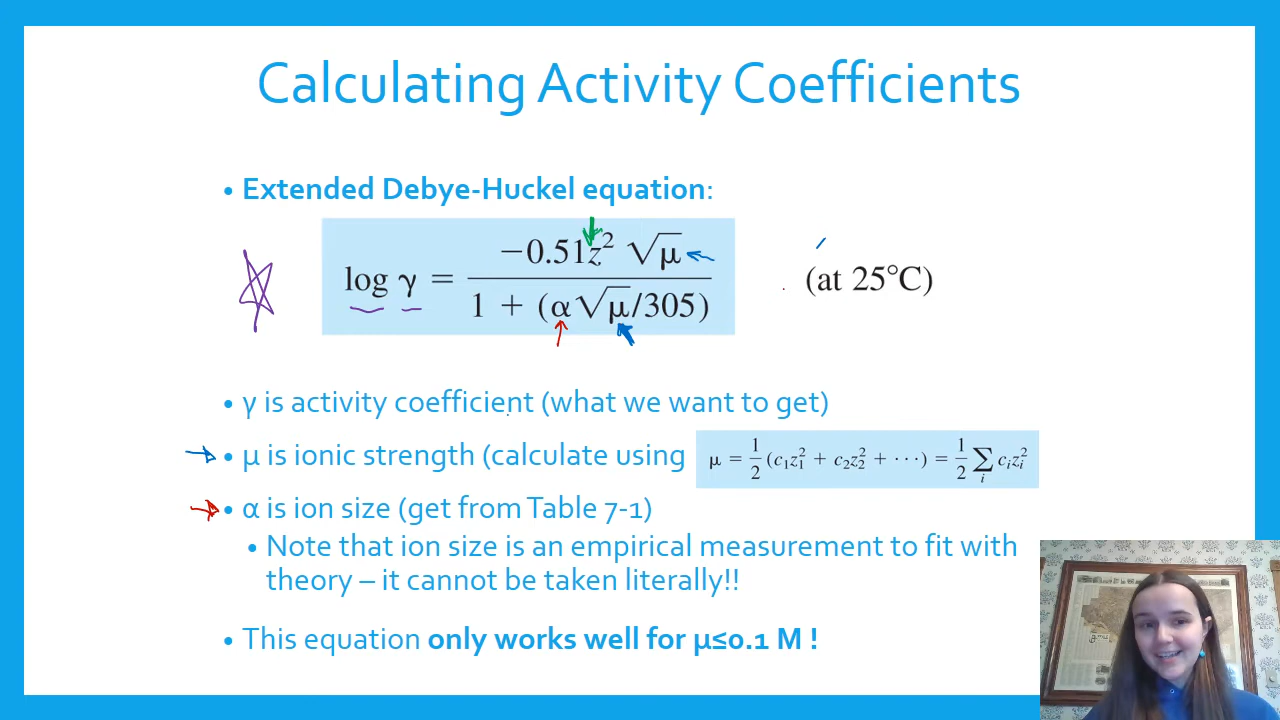 Calculating Activity Coefficients
• Extended Debye-Huckel equation:
log γ = −0.51z² √μ / 1 + (α√μ/305)
(at 25°C)
• γ is activity coefficient (what we want to get)
• μ is ionic strength (calculate using μ = 1/2 (c₁z₁² + c₂z₂² + ···) = 1/2 ∑ᵢ cᵢzᵢ²
• α is ion size (get from Table 7-1)
• Note that ion size is an empirical measurement to fit with
theory – it cannot be taken literally!!
• This equation only works well for μ≤0.1 M !